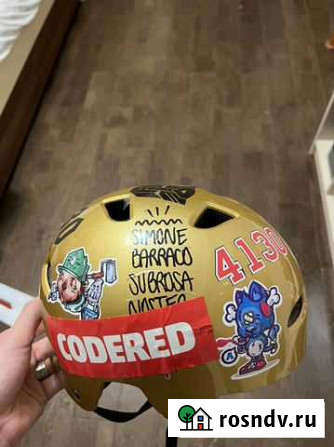 SIMONE
BARRACO
SUBROSA
4130
CODERED
rosndv.ru